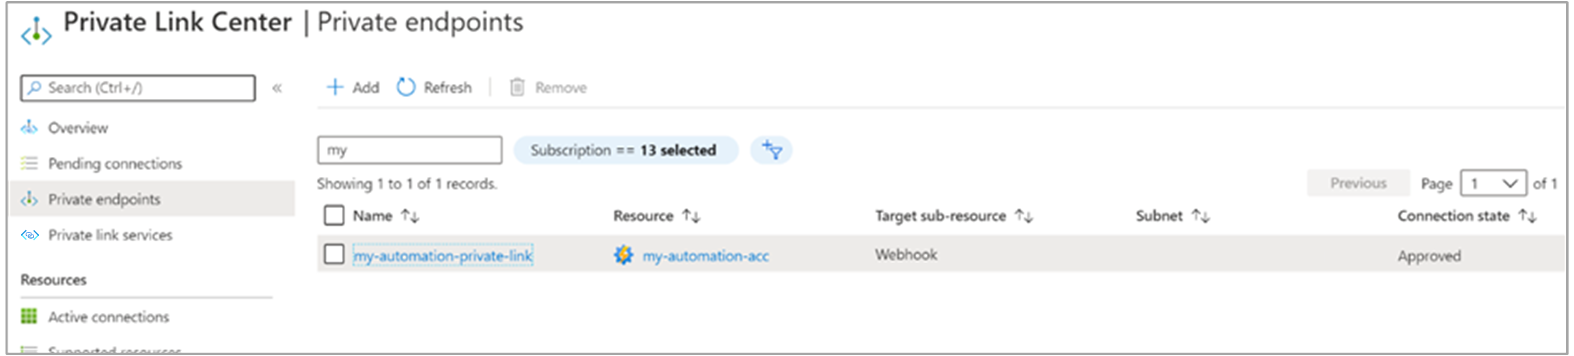 Private Link Center | Private endpoints
Search (Ctrl+/)
«
Add
Refresh
Remove
Overview
my
Subscription == 13 selected
Pending connections
Showing 1 to 1 of 1 records.
Previous
Page
1
of 1
Private endpoints
Name
Resource
Target sub-resource
Subnet
Connection state
Private link services
my-automation-private-link
my-automation-acc
Webhook
Approved
Resources
Active connections
Supported resources